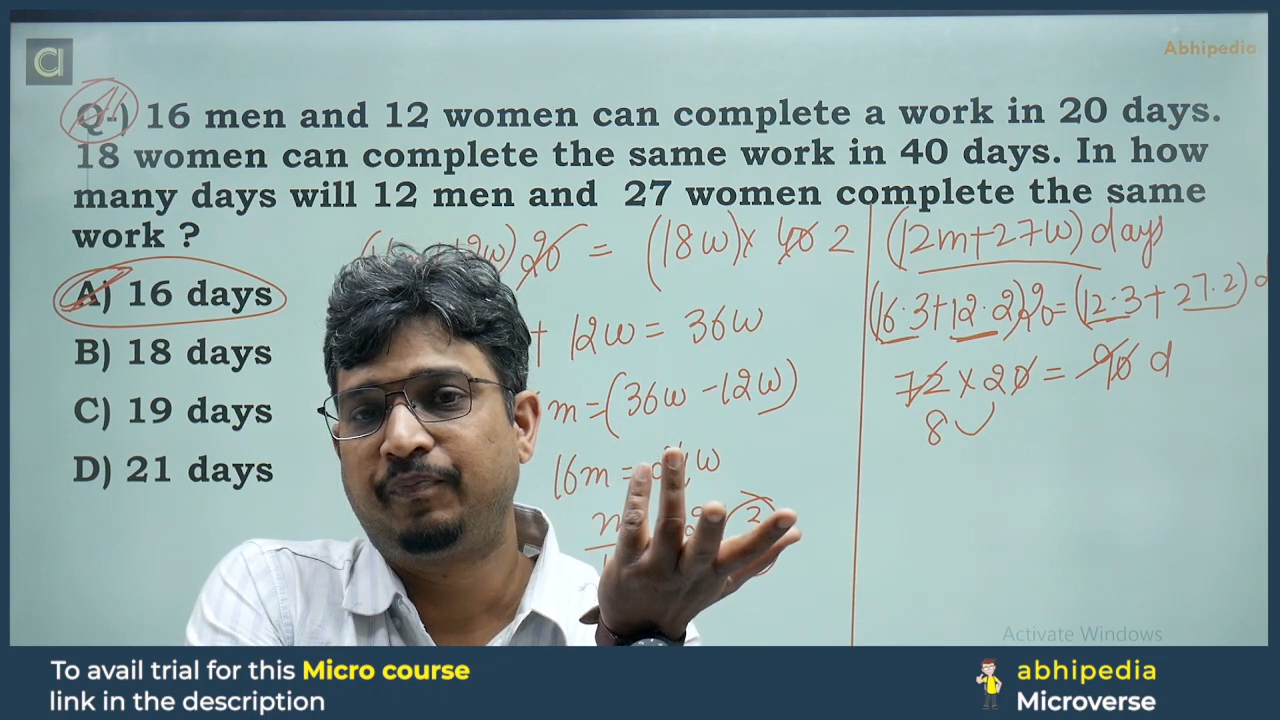 Abhipedia
a
Q-) 16 men and 12 women can complete a work in 20 days.
18 women can complete the same work in 40 days. In how
many days will 12 men and 27 women complete the same
work ?
= (18w)× 40 2
(12m+27w) days
A) 16 days
+ 12w = 36w
(16.3+12.2)20=(12.3+27.2) d
B) 18 days
m=(36w -12w)
72 × 20 = 90 d
8
C) 19 days
16m = w
D) 21 days
2
Activate Windows
To avail trial for this Micro course
link in the description
abhipedia
Microverse